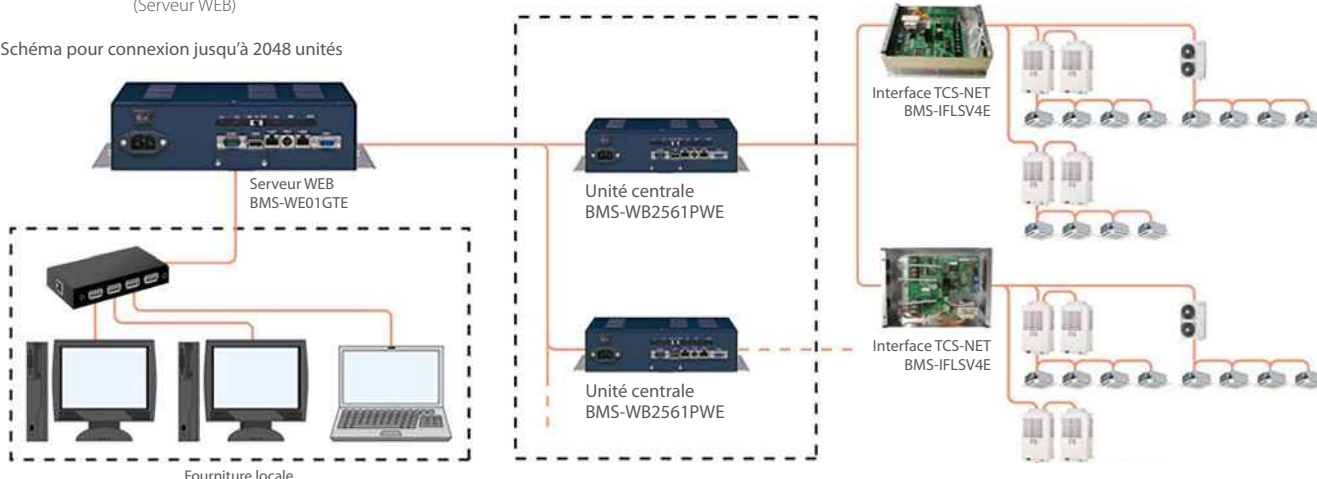 (Serveur WEB)
Schéma pour connexion jusqu'à 2048 unités
Serveur WEB
BMS-WE01GTE
Unité centrale
BMS-WB2561PWE
Interface TCS-NET
BMS-IFLSV4E
Unité centrale
BMS-WB2561PWE
Interface TCS-NET
BMS-IFLSV4E
Fourniture locale